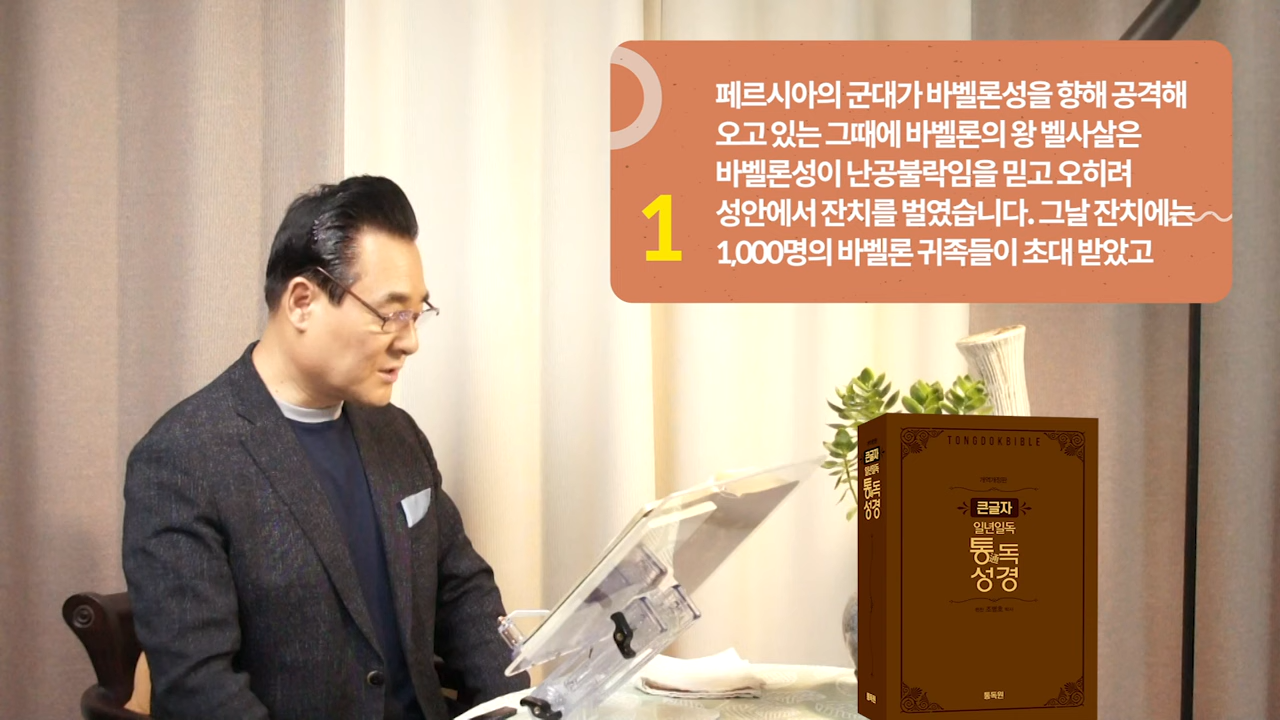 페르시아의 군대가 바벨론성을 향해 공격해
오고 있는 그때에 바벨론의 왕 벨사살은
바벨론성이 난공불락임을 믿고 오히려
성안에서 잔치를 벌였습니다. 그날 잔치에는
1,000명의 바벨론 귀족들이 초대 받았고
1
TONGDOKBIBLE
큰글자
일년일독
통독
성경
통독원
큰글자
일년일독
통독
성경
통독원